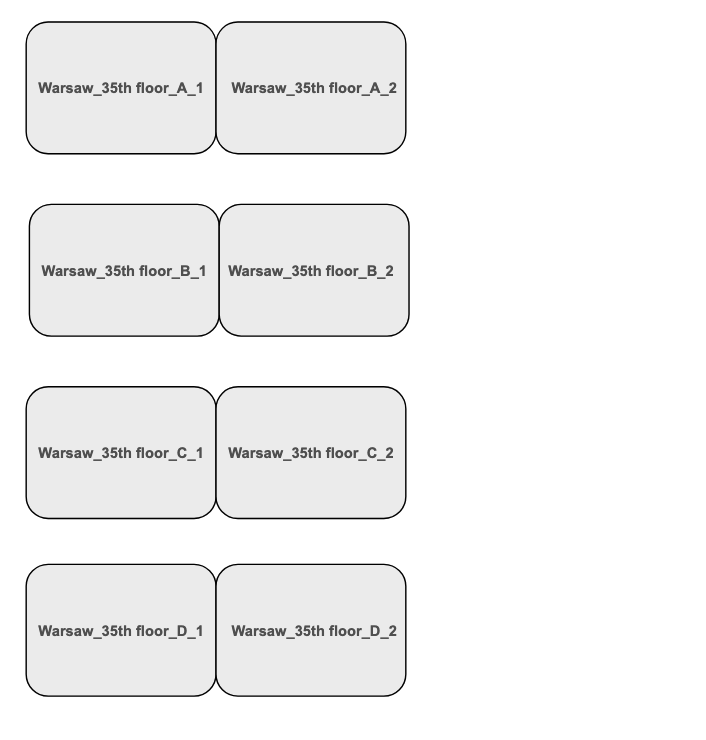 Warsaw_35th floor_A_1
Warsaw_35th floor_A_2
Warsaw_35th floor_B_1
Warsaw_35th floor_B_2
Warsaw_35th floor_C_1
Warsaw_35th floor_C_2
Warsaw_35th floor_D_1
Warsaw_35th floor_D_2